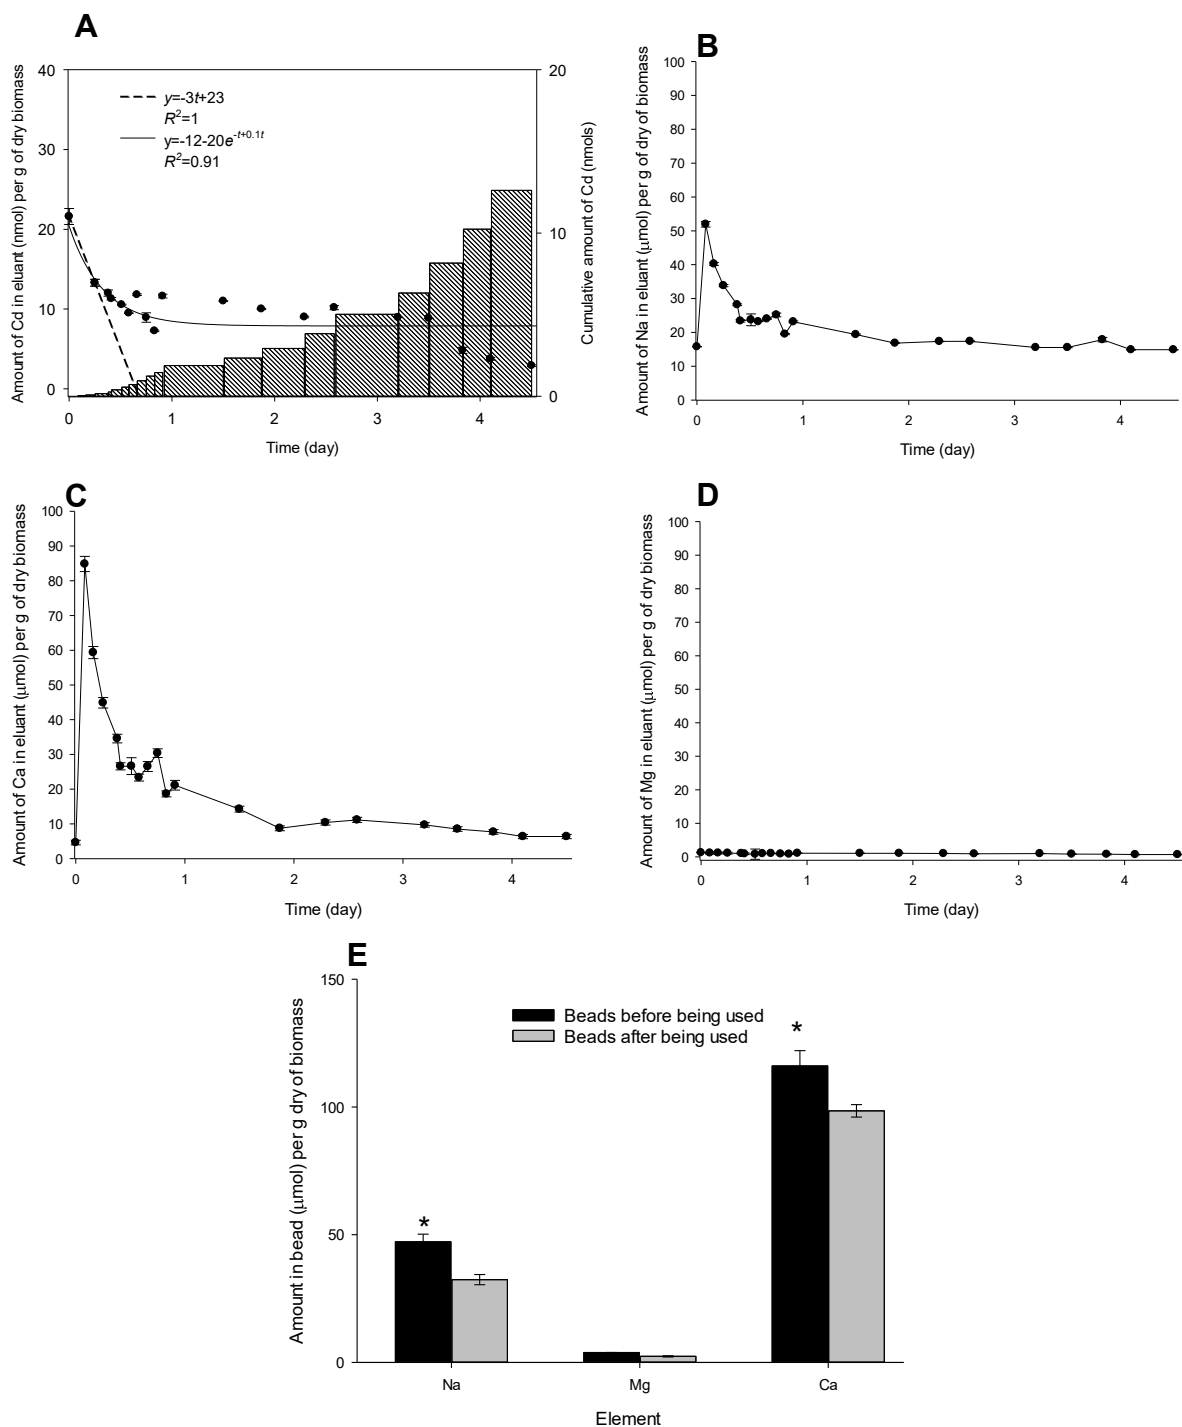 A
Amount of Cd in eluant (nmol) per g of dry biomass
40
30
20
10
0
y=-3t+23
R²=1
y=-12-20e^-t+0.1t
R²=0.91
20
10
0
Cumulative amount of Cd (nmols)
0 1 2 3 4
Time (day)
B
Amount of Na in eluant (μmol) per g of dry of biomass
100
90
80
70
60
50
40
30
20
10
0
0 1 2 3 4
Time (day)
C
Amount of Ca in eluant (μmol) per g of dry biomass
100
90
80
70
60
50
40
30
20
10
0
0 1 2 3 4
Time (day)
D
Amount of Mg in eluant (μmol) per g of dry biomass
100
90
80
70
60
50
40
30
20
10
0
0 1 2 3 4
Time (day)
E
Amount in bead (μmol) per g dry of biomass
150
100
50
0
Beads before being used
Beads after being used
*
*
Na Mg Ca
Element